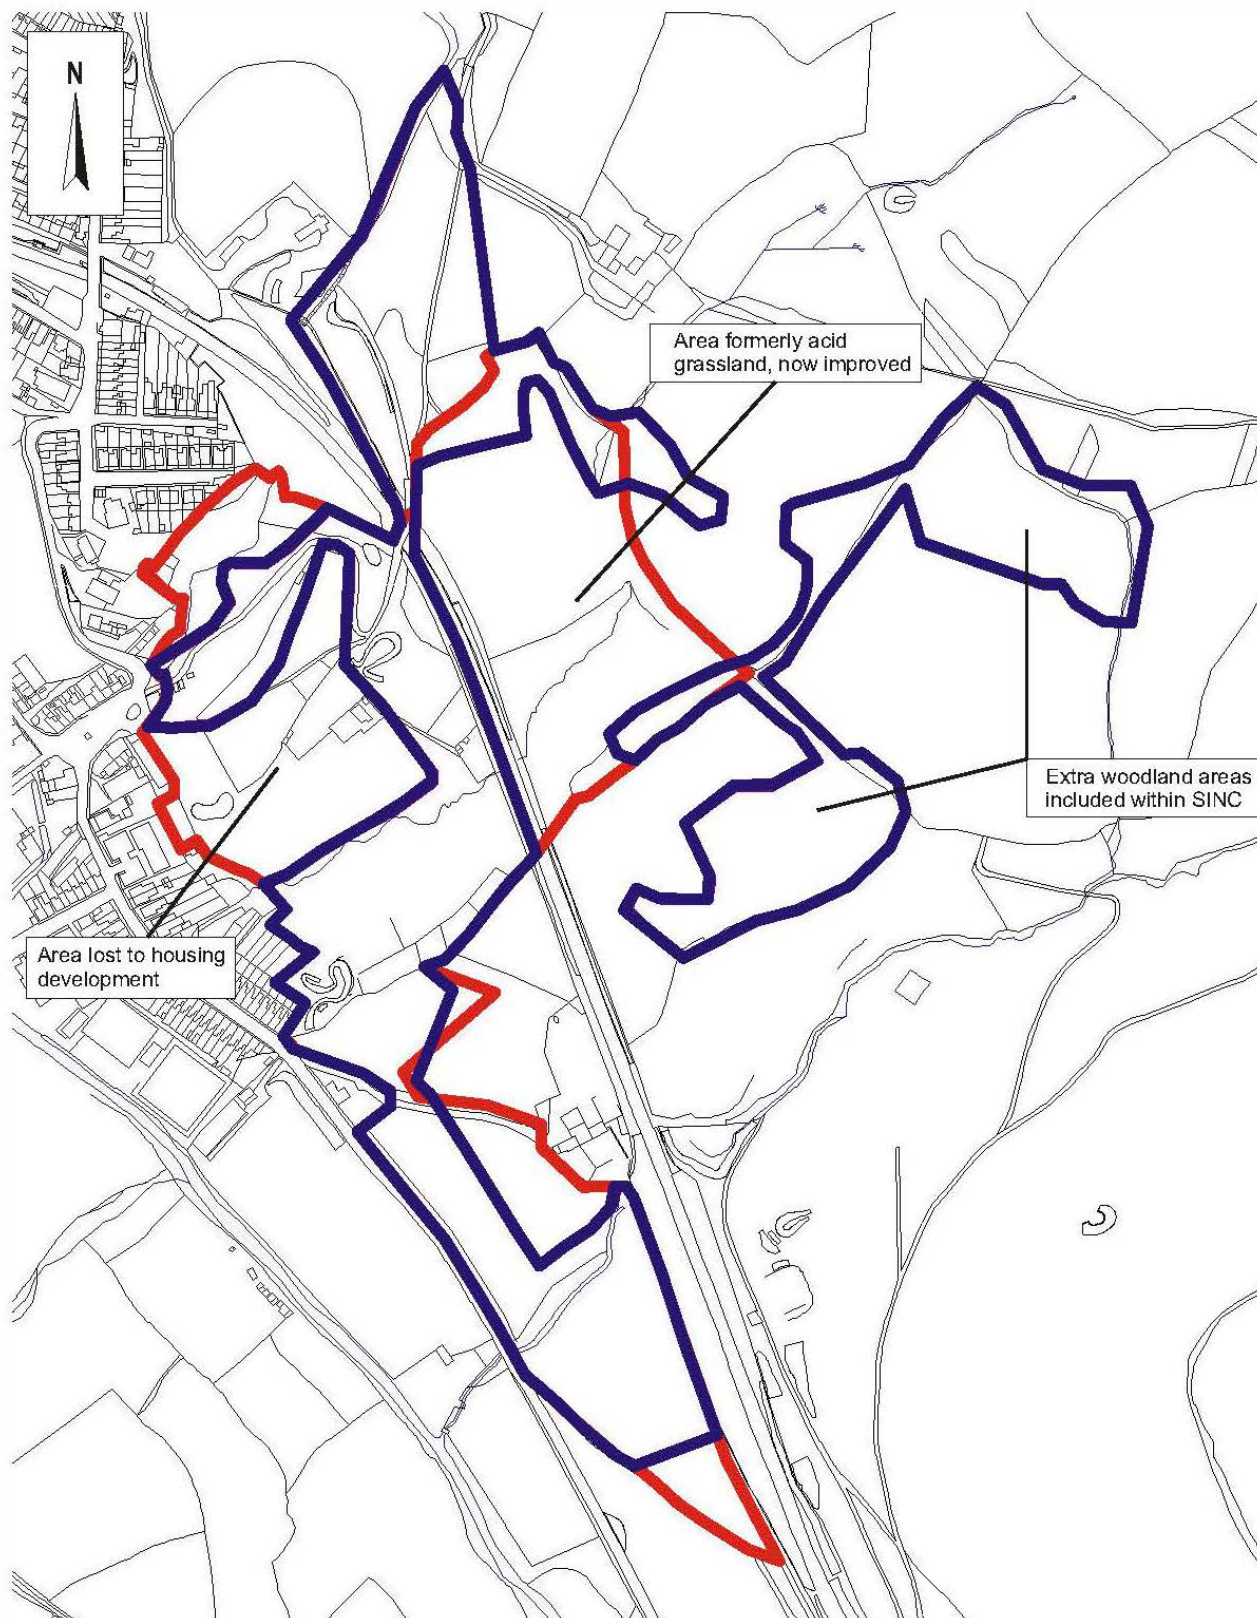 N
Area formerly acid
grassland, now improved
Extra woodland areas
included within SINC
Area lost to housing
development